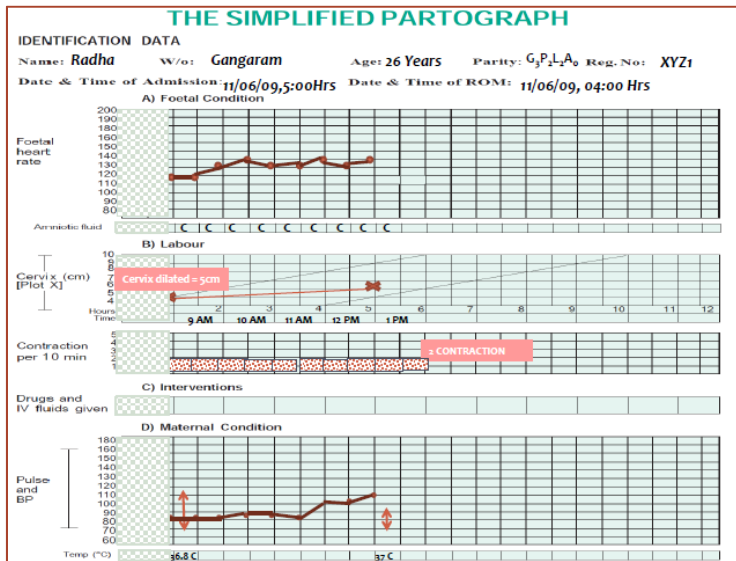 THE SIMPLIFIED PARTOGRAPH
IDENTIFICATION DATA
Name: Radha W/o: Gangaram Age: 26 Years Parity: G3P2L2A0 Reg. No: XYZ1
Date & Time of Admission: 11/06/09,5:00Hrs Date & Time of ROM: 11/06/09, 04:00 Hrs
A) Foetal Condition
Foetal heart rate
200
190
180
170
160
150
140
130
120
110
100
90
80
Amniotic fluid C C C C C C C C C
B) Labour
Cervix (cm)
[Plot X]
10
9
8
7
6
5
4
Cervix dilated = 5cm
Hours 2 3 4 5 6 7 8 9 10 11 12
Time 9 AM 10 AM 11 AM 12 PM 1 PM
Contraction per 10 min
5
4
3
2
1
2 CONTRACTION
C) Interventions
Drugs and
IV fluids given
D) Maternal Condition
Pulse
and
BP
180
170
160
150
140
130
120
110
100
90
80
70
60
Temp (°C) 36.8 C 37 C